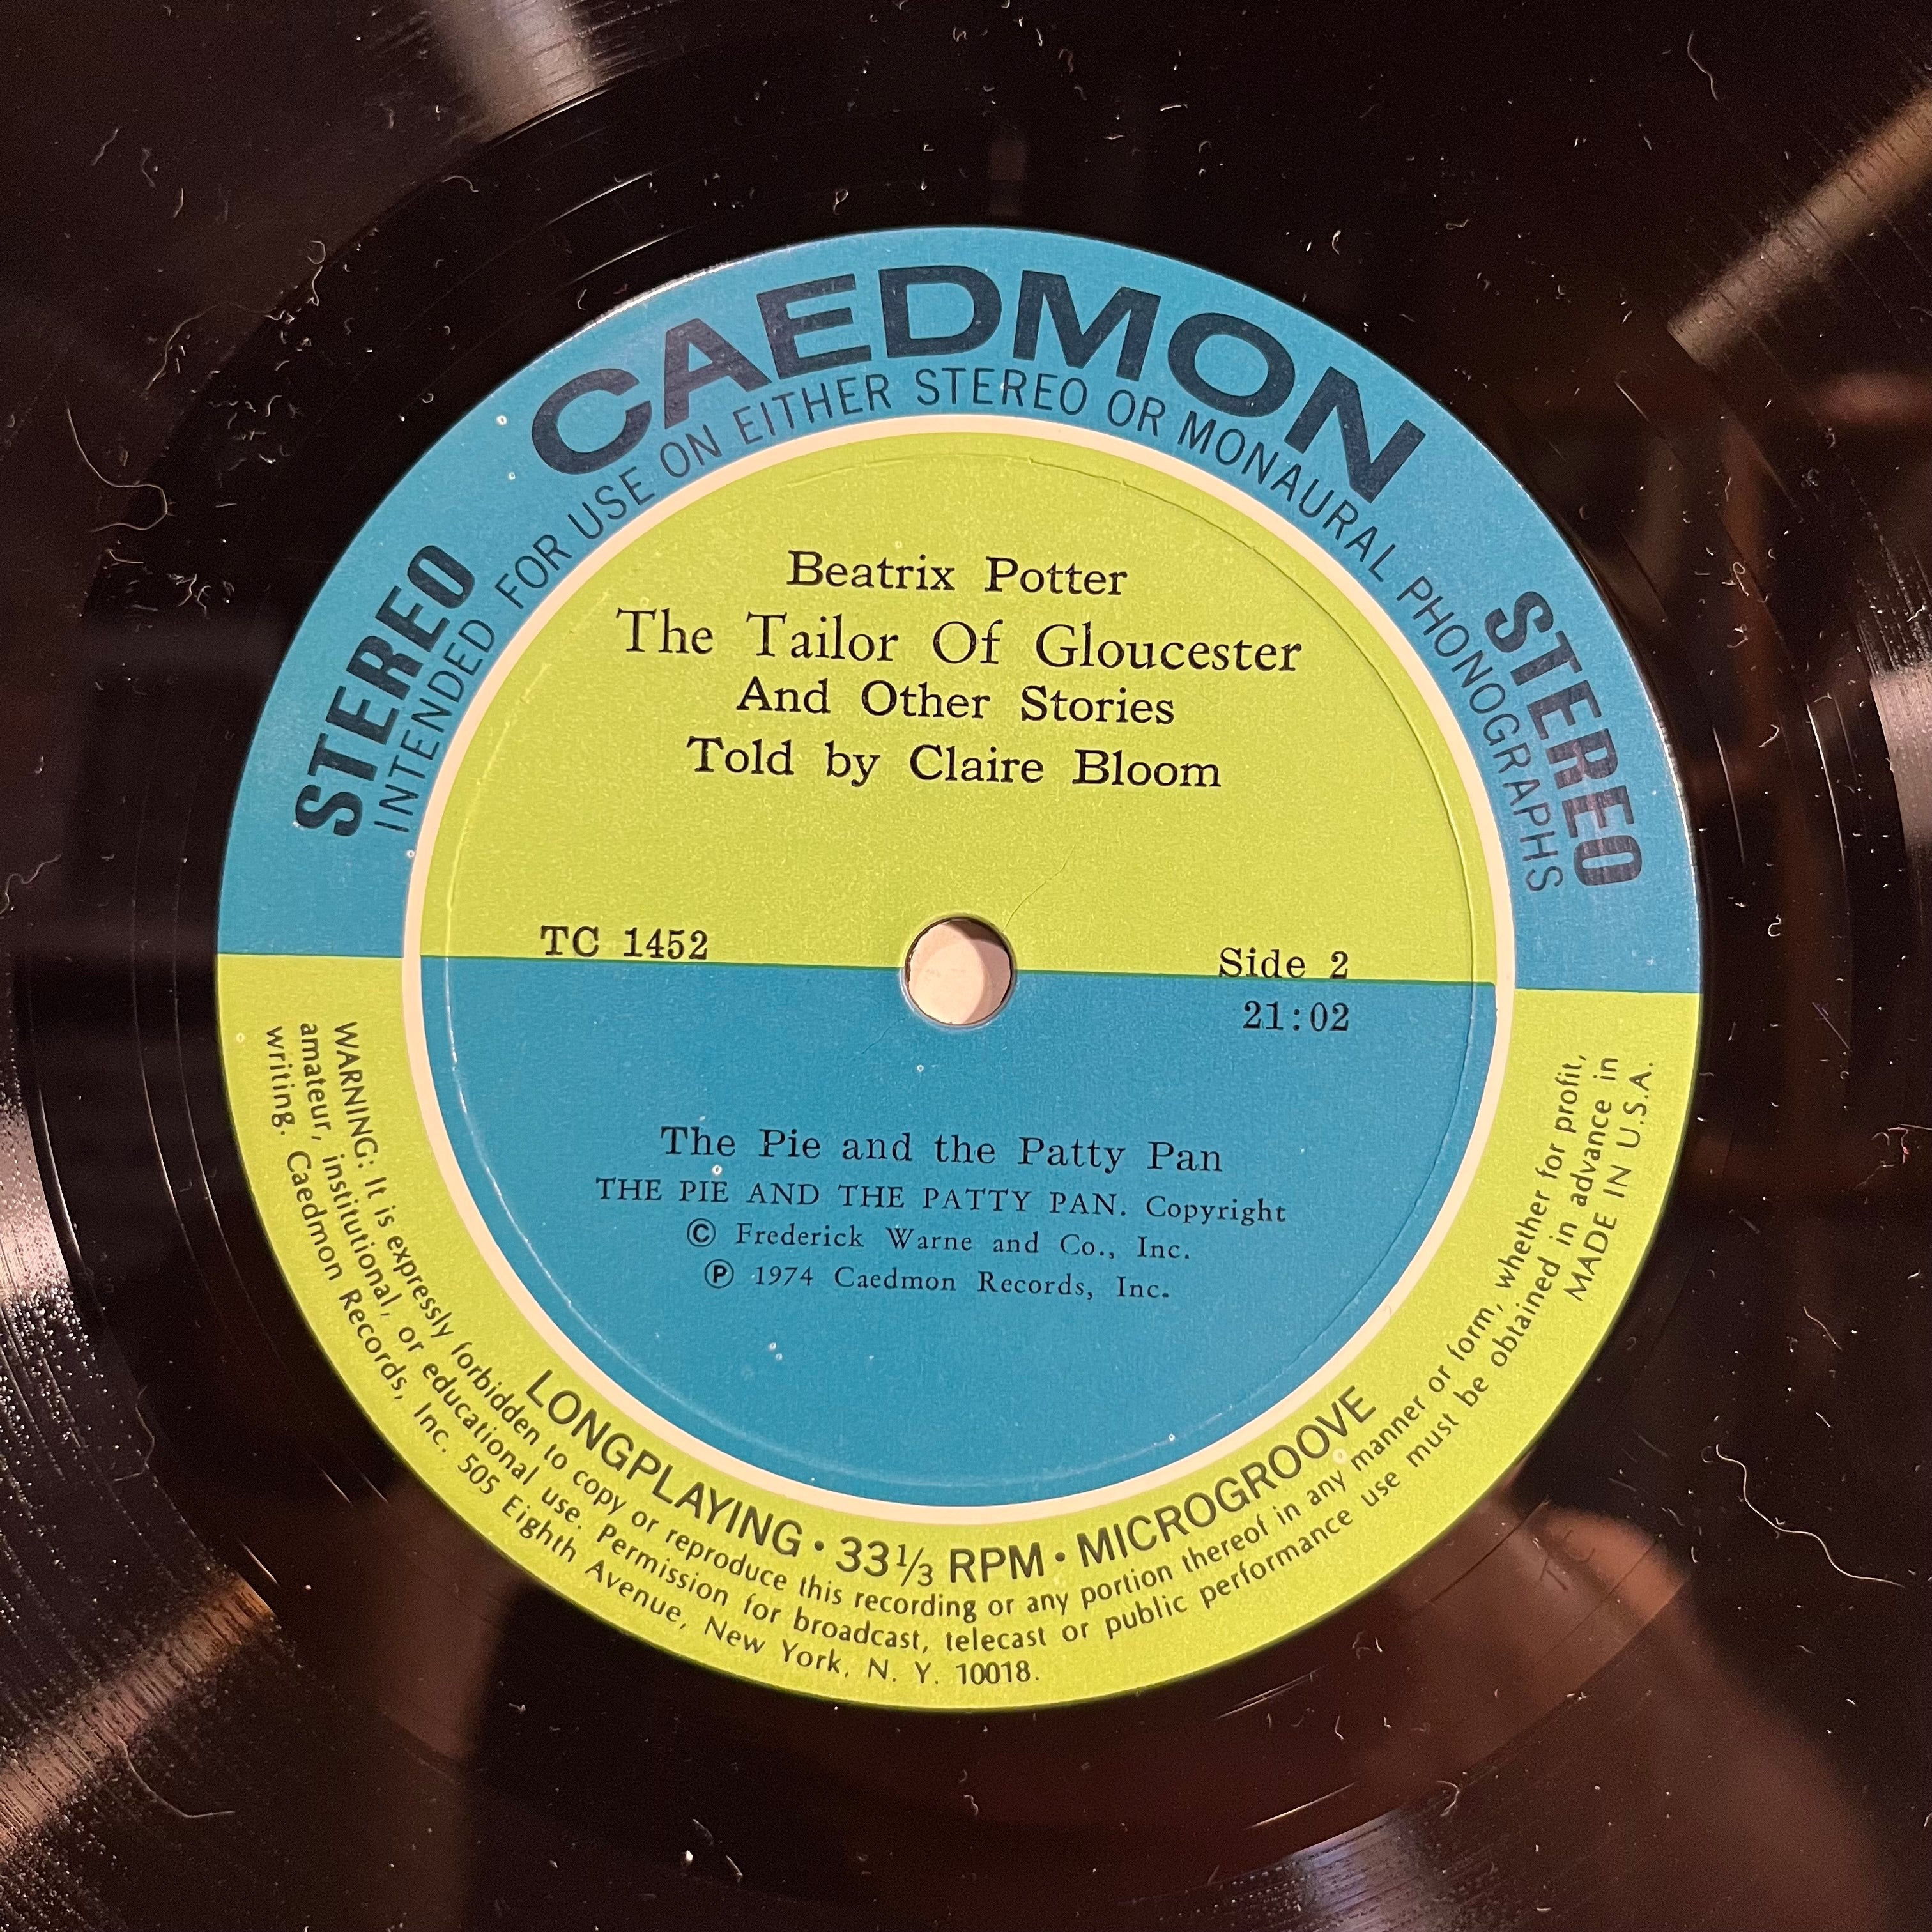 CAEDMON
STEREO
STEREO
INTENDED FOR USE ON EITHER STEREO OR MONAURAL PHONOGRAPHS
Beatrix Potter
The Tailor Of Gloucester
And Other Stories
Told by Claire Bloom
TC 1452
Side 2
21:02
The Pie and the Patty Pan
THE PIE AND THE PATTY PAN. Copyright
© Frederick Warne and Co., Inc.
Ⓟ 1974 Caedmon Records, Inc.
LONGPLAYING • 33⅓ RPM • MICROGROOVE
WARNING: It is expressly forbidden to copy or reproduce this recording or any portion thereof in any manner or form, whether for profit,
amateur, institutional, or educational use. Permission for broadcast, telecast or public performance use must be obtained in advance in
writing. Caedmon Records, Inc. 505 Eighth Avenue, New York, N. Y. 10018.
MADE IN U.S.A.